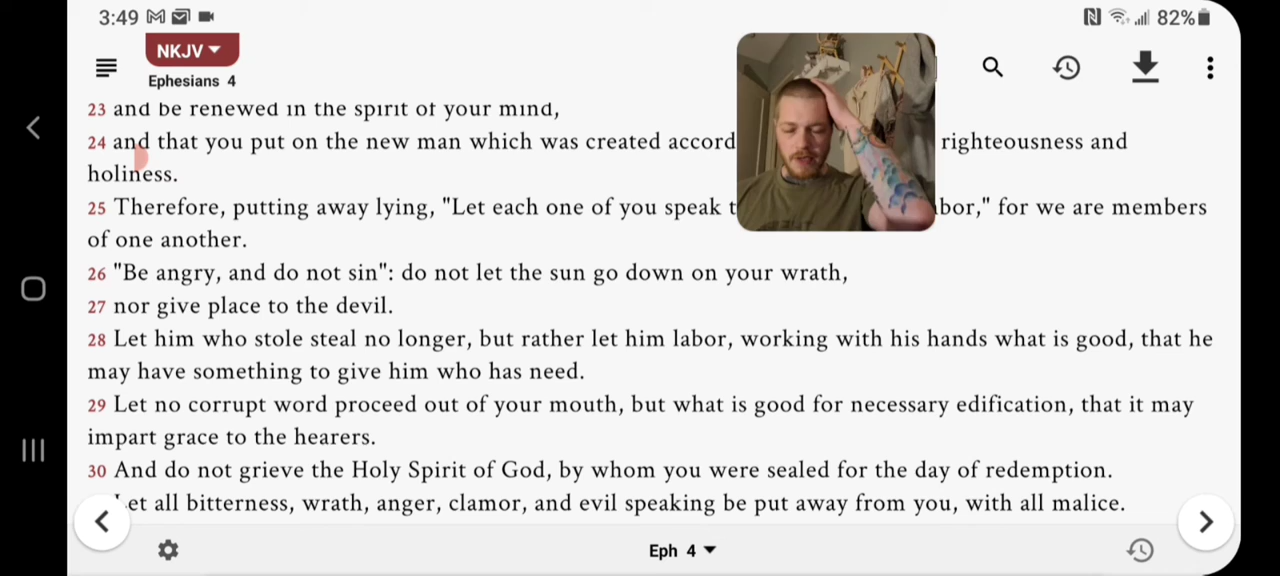 3:49 82%
NKJV
Ephesians 4
23 and be renewed in the spirit of your mind,
24 and that you put on the new man which was created accord righteousness and
holiness.
25 Therefore, putting away lying, "Let each one of you speak t bor," for we are members
of one another.
26 "Be angry, and do not sin": do not let the sun go down on your wrath,
27 nor give place to the devil.
28 Let him who stole steal no longer, but rather let him labor, working with his hands what is good, that he
may have something to give him who has need.
29 Let no corrupt word proceed out of your mouth, but what is good for necessary edification, that it may
impart grace to the hearers.
30 And do not grieve the Holy Spirit of God, by whom you were sealed for the day of redemption.
Let all bitterness, wrath, anger, clamor, and evil speaking be put away from you, with all malice.
Eph 4